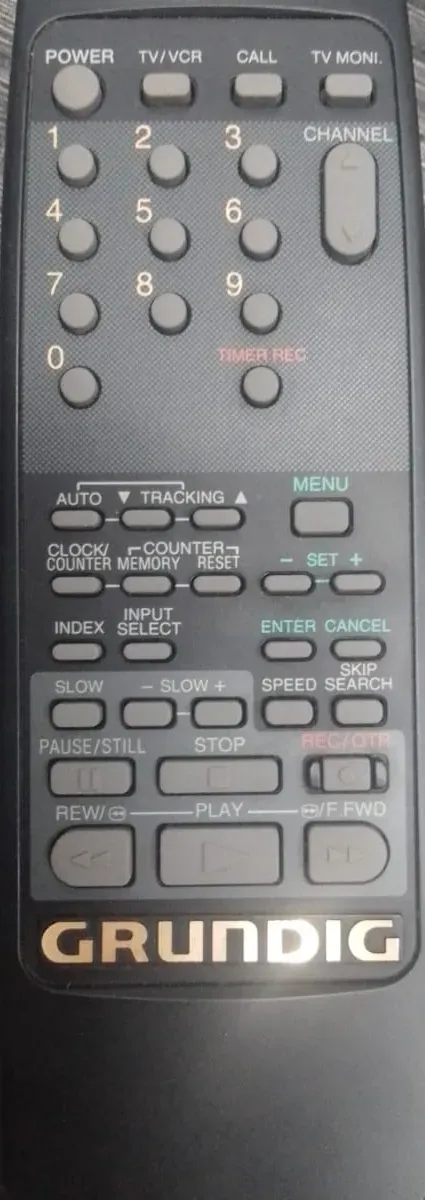 POWER TV/VCR CALL TV MONI.
1 2 3 CHANNEL
4 5 6
7 8 9
0 TIMER REC
MENU
AUTO ▼ TRACKING ▲
CLOCK/ COUNTER
COUNTER MEMORY RESET - SET +
INPUT
INDEX SELECT ENTER CANCEL
SKIP
SLOW - SLOW + SPEED SEARCH
PAUSE/STILL STOP REC/OTR
REW/ PLAY /F.FWD
GRUNDIG